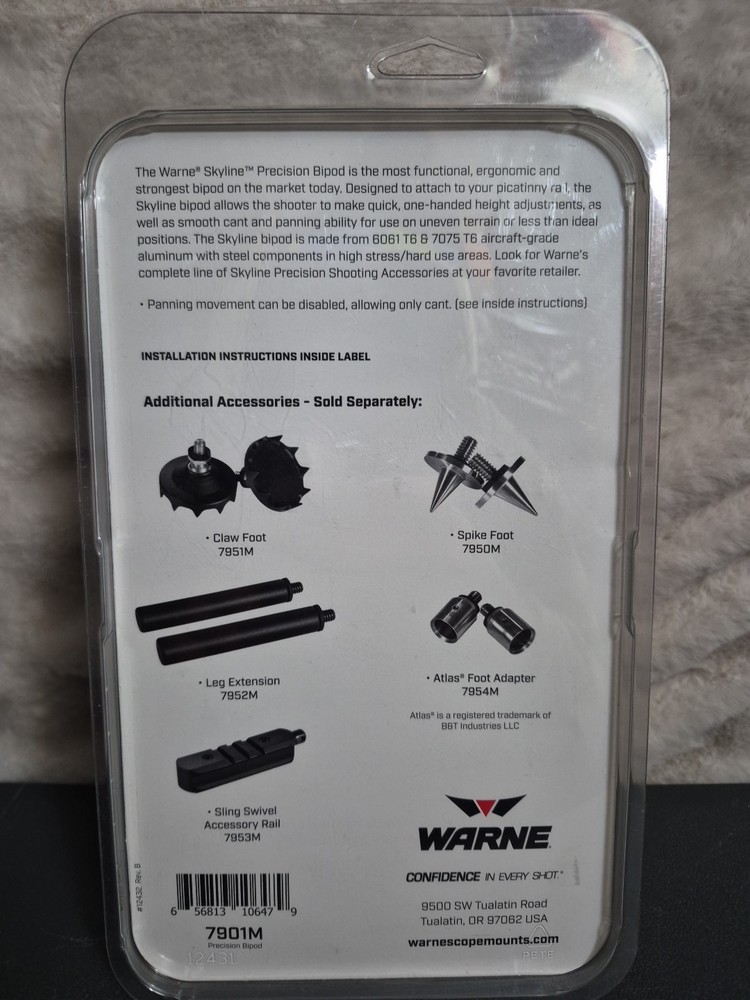 The Warne® Skyline™ Precision Bipod is the most functional, ergonomic and
strongest bipod on the market today. Designed to attach to your picatinny rail, the
Skyline bipod allows the shooter to make quick, one-handed height adjustments, as
well as smooth cant and panning ability for use on uneven terrain or less than ideal
positions. The Skyline bipod is made from 6061 T6 & 7075 T6 aircraft-grade
aluminum with steel components in high stress/hard use areas. Look for Warne's
complete line of Skyline Precision Shooting Accessories at your favorite retailer.
• Panning movement can be disabled, allowing only cant. (see inside instructions)
INSTALLATION INSTRUCTIONS INSIDE LABEL
Additional Accessories - Sold Separately:
• Claw Foot
7951M
• Spike Foot
7950M
• Leg Extension
7952M
• Atlas® Foot Adapter
7954M
Atlas® is a registered trademark of
B&T Industries LLC
• Sling Swivel
Accessory Rail
7953M
WARNE
CONFIDENCE IN EVERY SHOT.™
9500 SW Tualatin Road
Tualatin, OR 97062 USA
warnescopemounts.com
#12432 Rev. B
6 56813 10647 9
7901M
Precision Bipod
12431
PETE